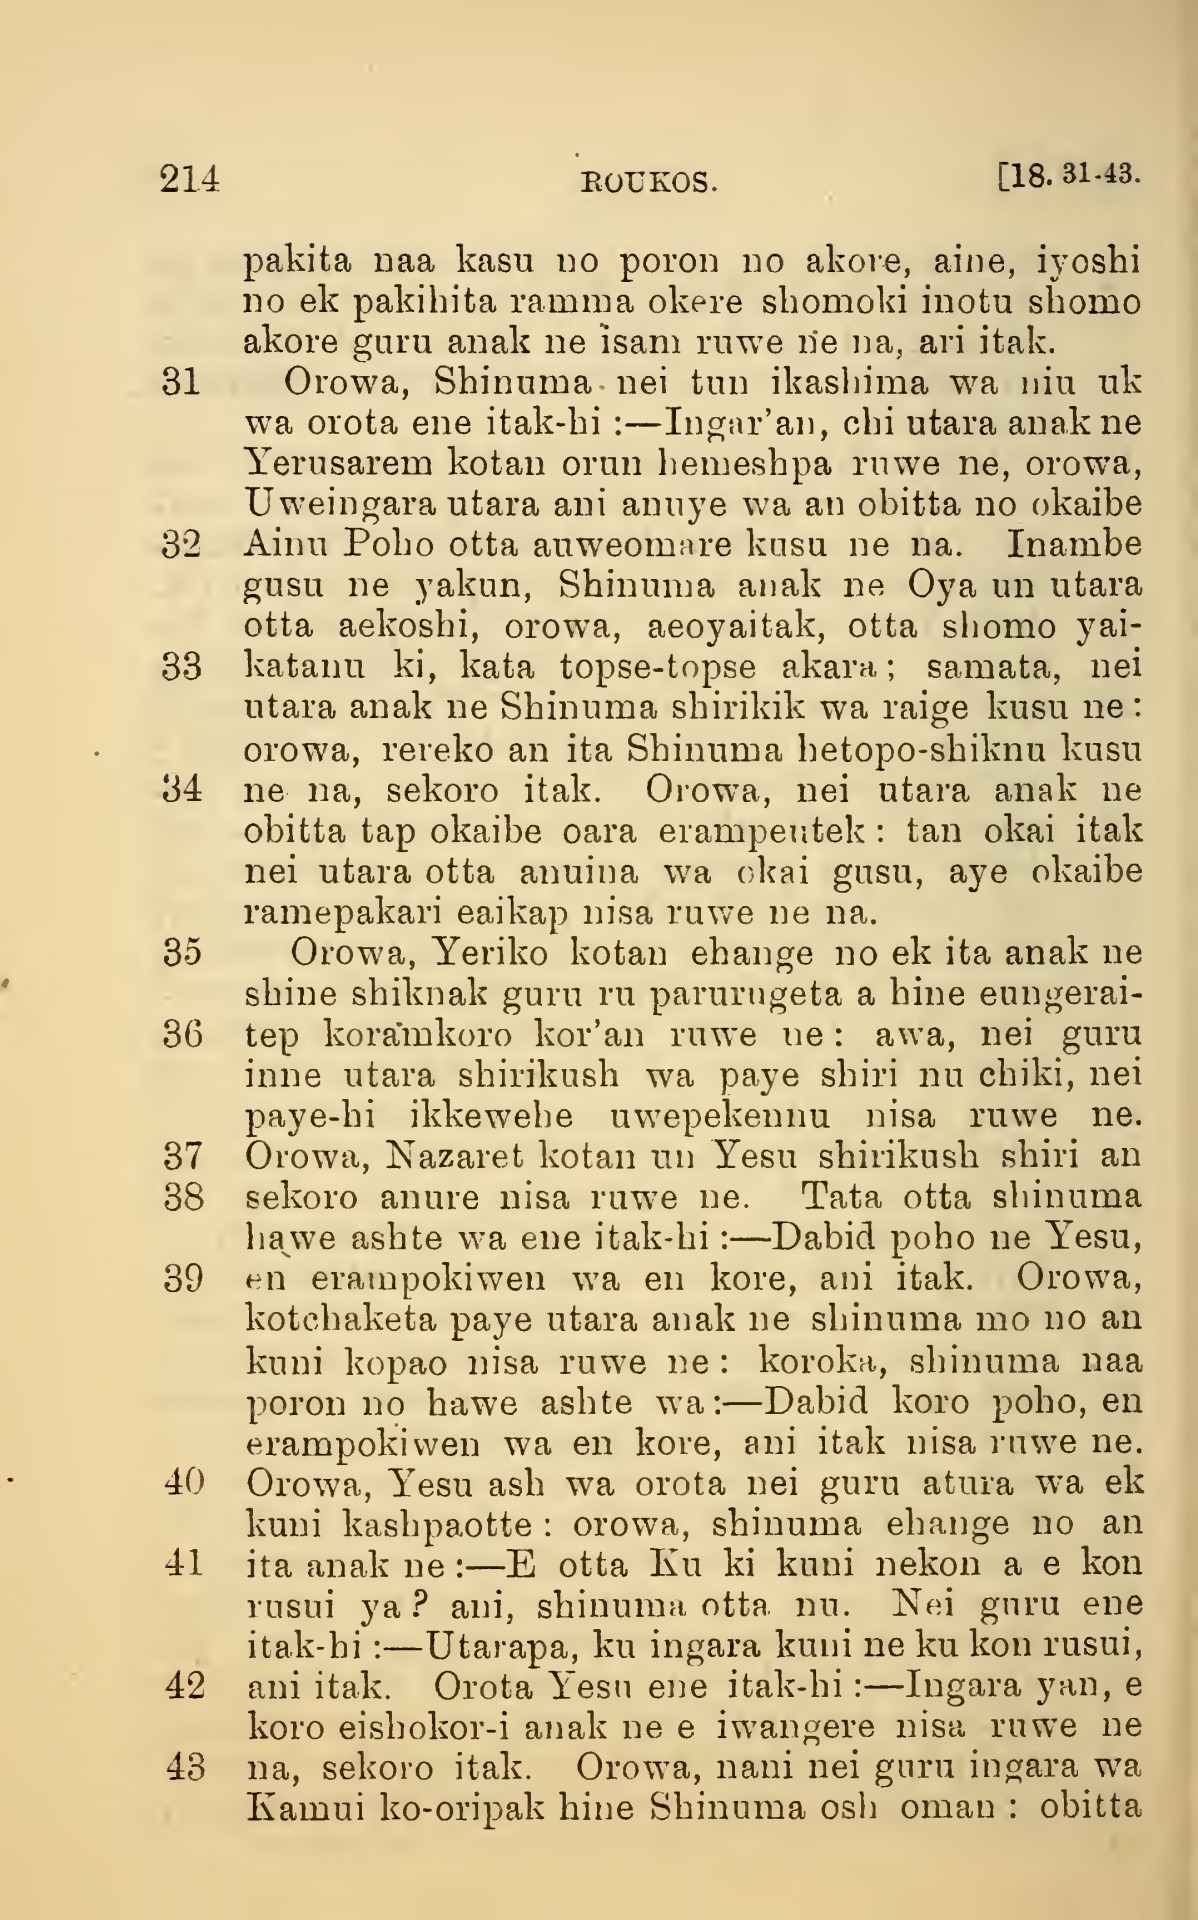 214 ROUKOS. [18. 31-43.
pakita naa kasu no poron no akore, aine, iyoshi
no ek pakihita ramma okere shomoki inotu shomo
akore guru anak ne isam ruwe ne na, ari itak.
31 Orowa, Shinuma nei tun ikashima wa niu uk
wa orota ene itak-hi :—Ingar'an, chi utara anak ne
Yerusarem kotan orun hemeshpa ruwe ne, orowa,
Uweingara utara ani anuye wa an obitta no okaibe
32 Ainu Poho otta auweomare kusu ne na. Inambe
gusu ne yakun, Shinuma anak ne Oya un utara
otta aekoshi, orowa, aeoyaitak, otta shomo yai-
33 katanu ki, kata topse-topse akara; samata, nei
utara anak ne Shinuma shirikik wa raige kusu ne :
orowa, rereko an ita Shinuma hetopo-shiknu kusu
34 ne na, sekoro itak. Orowa, nei utara anak ne
obitta tap okaibe oara erampeutek : tan okai itak
nei utara otta anuina wa okai gusu, aye okaibe
ramepakari eaikap nisa ruwe ne na.
35 Orowa, Yeriko kotan ehange no ek ita anak ne
shine shiknak guru ru parurugeta a hine eungerai-
36 tep koramkoro kor'an ruwe ne : awa, nei guru
inne utara shirikush wa paye shiri nu chiki, nei
paye-hi ikkewehe uwepekennu nisa ruwe ne.
37 Orowa, Nazaret kotan un Yesu shirikush shiri an
38 sekoro anure nisa ruwe ne. Tata otta shinuma
hawe ashte wa ene itak-hi :—Dabid poho ne Yesu,
39 en erampokiwen wa en kore, ani itak. Orowa,
kotchaketa paye utara anak ne shinuma mo no an
kuni kopao nisa ruwe ne : koroka, shinuma naa
poron no hawe ashte wa :—Dabid koro poho, en
erampokiwen wa en kore, ani itak nisa ruwe ne.
40 Orowa, Yesu ash wa orota nei guru atura wa ek
kuni kashpaotte : orowa, shinuma ehange no an
41 ita anak ne :—E otta Ku ki kuni nekon a e kon
rusui ya ? ani, shinuma otta nu. Nei guru ene
itak-hi :—Utarapa, ku ingara kuni ne ku kon rusui,
42 ani itak. Orota Yesu ene itak-hi :—Ingara yan, e
koro eishokor-i anak ne e iwangere nisa ruwe ne
43 na, sekoro itak. Orowa, nani nei guru ingara wa
Kamui ko-oripak hine Shinuma osh oman : obitta